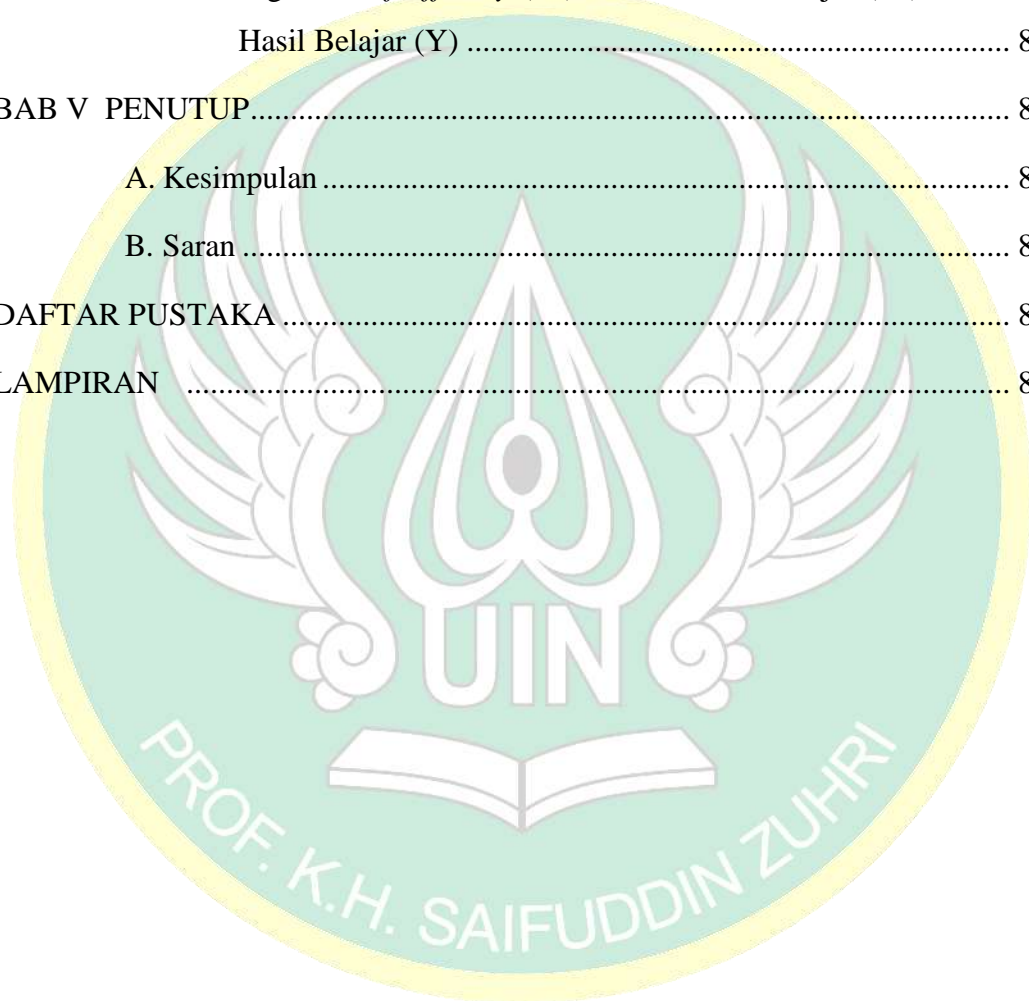 Hasil Belajar (Y) ........................................................................ 8
BAB V PENUTUP.................................................................................................... 8
A. Kesimpulan ........................................................................................... 8
B. Saran ..................................................................................................... 8
DAFTAR PUSTAKA ................................................................................................ 8
LAMPIRAN ............................................................................................................ 8
UIN
PROF. K.H. SAIFUDDIN ZUHRI